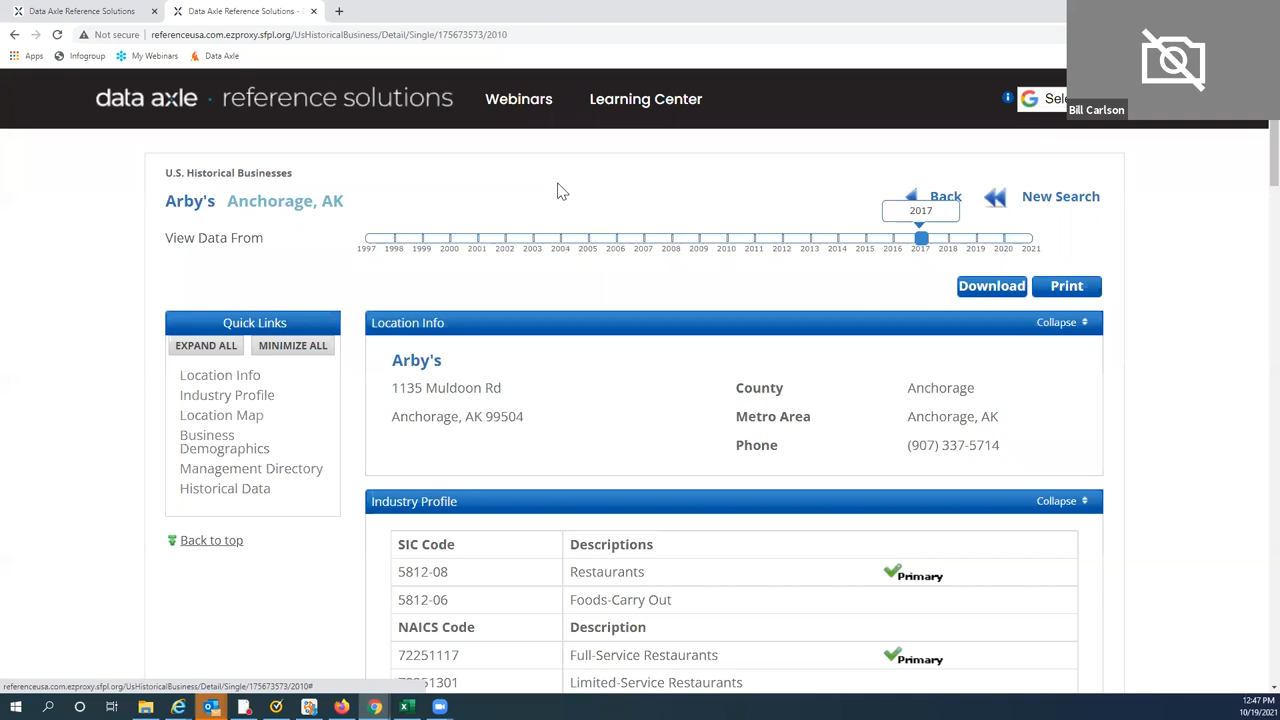 Data Axle Reference Solutions
Data Axle Reference Solutions - S
Not secure
referenceusa.com.ezproxy.sfpl.org/UsHistoricalBusiness/Detail/Single/175673573/2010
Apps
Infogroup
My Webinars
Data Axle
data axle · reference solutions
Webinars
Learning Center
Bill Carlson
U.S. Historical Businesses
Arby's Anchorage, AK
Back
New Search
2017
View Data From
1997 1998 1999 2000 2001 2002 2003 2004 2005 2006 2007 2008 2009 2010 2011 2012 2013 2014 2015 2016 2017 2018 2019 2020 2021
Download
Print
Quick Links
EXPAND ALL
MINIMIZE ALL
Location Info
Industry Profile
Location Map
Business
Demographics
Management Directory
Historical Data
Back to top
Location Info
Collapse
Arby's
1135 Muldoon Rd
Anchorage, AK 99504
County Anchorage
Metro Area Anchorage, AK
Phone (907) 337-5714
Industry Profile
Collapse
SIC Code Descriptions
5812-08 Restaurants Primary
5812-06 Foods-Carry Out
NAICS Code Description
72251117 Full-Service Restaurants Primary
Limited-Service Restaurants
referenceusa.com.ezproxy.sfpl.org/UsHistoricalBusiness/Detail/Single/175673573/2010#
12:47 PM
10/19/2021